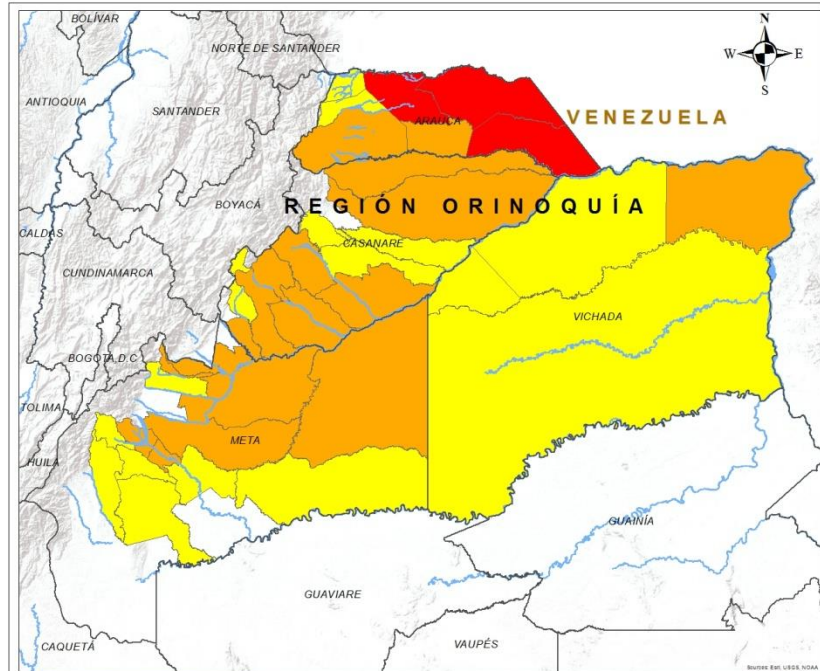 BOLÍVAR
N
NORTE DE SANTANDER
W
E
S
ANTIOQUIA
SANTANDER
ARAUCA
VENEZUELA
BOYACÁ
REGIÓN ORINOQUÍA
CALDAS
CASANARE
CUNDINAMARCA
VICHADA
BOGOTÁ D.C
TOLIMA
META
HUILA
GUAINÍA
GUAVIARE
CAQUETÁ
VAUPÉS
Sources: Esri, USGS, NOAA